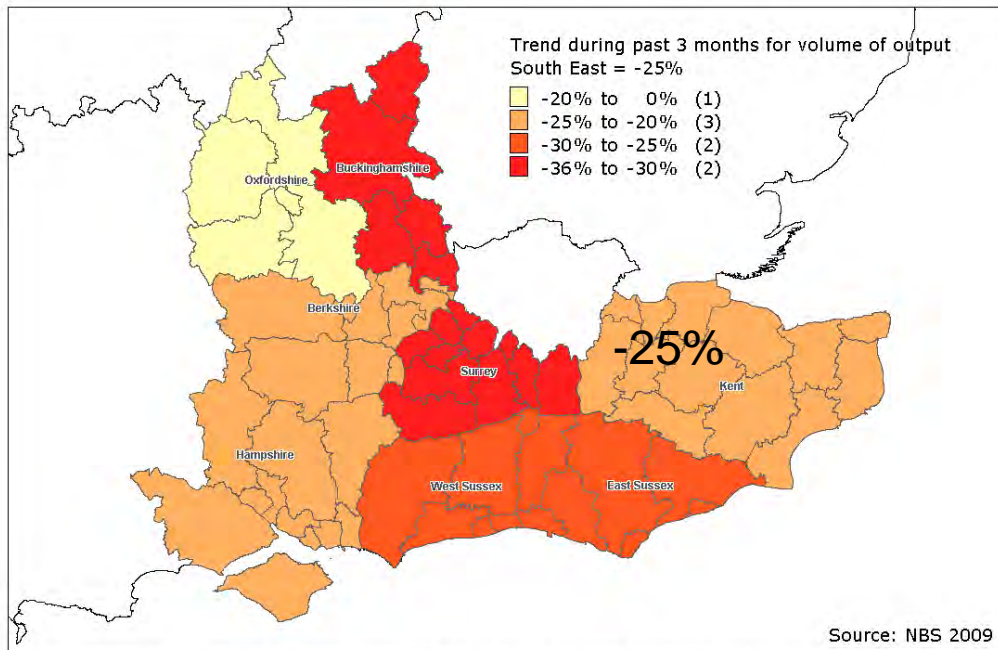 Trend during past 3 months for volume of output
South East = -25%
-20% to 0% (1)
-25% to -20% (3)
-30% to -25% (2)
-36% to -30% (2)
Buckinghamshire
Oxfordshire
Berkshire
-25%
Surrey
Kent
Hampshire
West Sussex
East Sussex
Source: NBS 2009